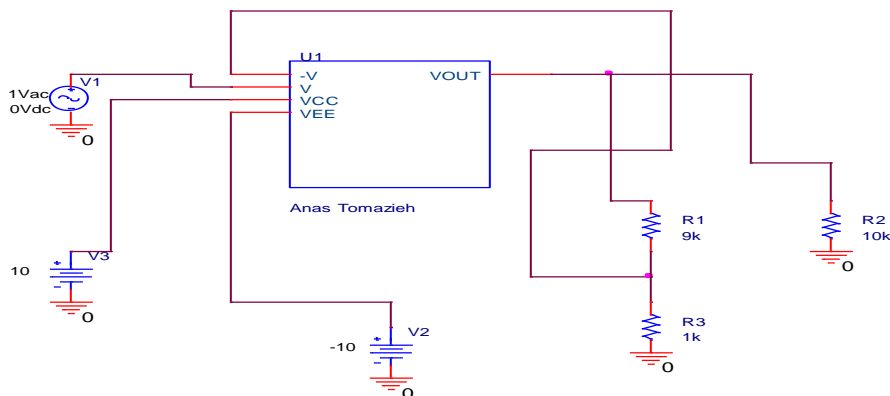 U1
-V
V
VCC
VEE
VOUT
Anas Tomazieh
V1
1Vac
0Vdc
0
V3
10
0
V2
-10
0
R1
9k
R2
10k
0
R3
1k
0